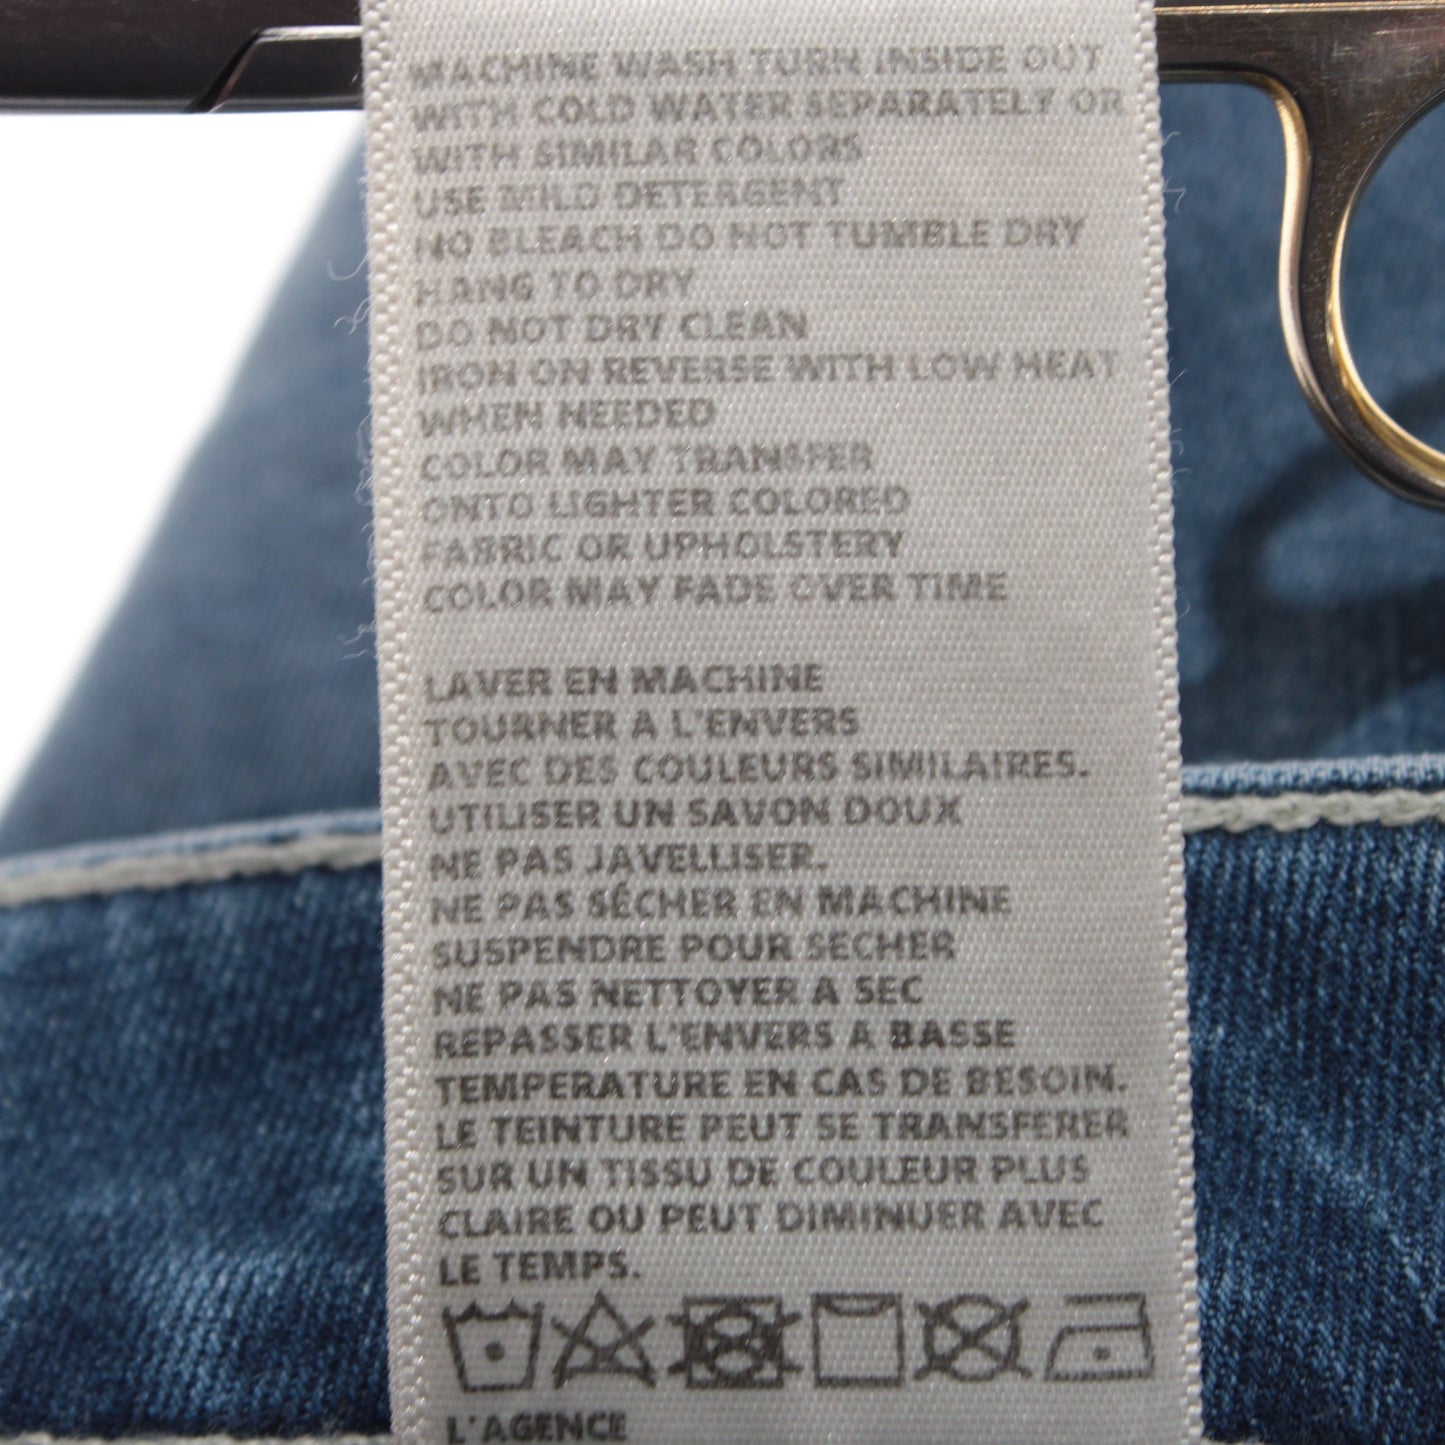 MACHINE WASH TURN INSIDE OUT
WITH COLD WATER SEPARATELY OR
WITH SIMILAR COLORS
USE MILD DETERGENT
NO BLEACH DO NOT TUMBLE DRY
HANG TO DRY
DO NOT DRY CLEAN
IRON ON REVERSE WITH LOW HEAT
WHEN NEEDED
COLOR MAY TRANSFER
ONTO LIGHTER COLORED
FABRIC OR UPHOLSTERY
COLOR MAY FADE OVER TIME
LAVER EN MACHINE
TOURNER A L'ENVERS
AVEC DES COULEURS SIMILAIRES.
UTILISER UN SAVON DOUX
NE PAS JAVELLISER.
NE PAS SÉCHER EN MACHINE
SUSPENDRE POUR SECHER
NE PAS NETTOYER A SEC
REPASSER L'ENVERS A BASSE
TEMPERATURE EN CAS DE BESOIN.
LE TEINTURE PEUT SE TRANSFERER
SUR UN TISSU DE COULEUR PLUS
CLAIRE OU PEUT DIMINUER AVEC
LE TEMPS.
L'AGENCE